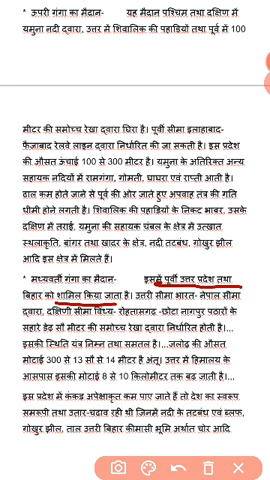 * ऊपरी गंगा का मैदान- यह मैदान पश्चिम तथा दक्षिण में
यमुना नदी द्वारा, उत्तर में शिवालिक की पहाड़ियों तथा पूर्व में 100
मीटर की समोच्च रेखा द्वारा घिरा है। पूर्वी सीमा इलाहाबाद-
फैजाबाद रेलवे लाइन द्वारा निर्धारित की जा सकती है। इस प्रदेश
की औसत ऊंचाई 100 से 300 मीटर है। यमुना के अतिरिक्त अन्य
सहायक नदियों में रामगंगा, गोमती, घाघरा एवं राप्ती आती है।
ढाल कम होते जाने से पूर्व की ओर जाते हुए अपवाह तंत्र की गति
धीमी होने लगती है। शिवालिक की पहाड़ियों के निकट भाबर, उसके
दक्षिण में तराई, यमुना की सहायक चंबल के क्षेत्र में उत्खात
स्थलाकृति, बांगर तथा खादर के क्षेत्र, नदी तटबंध, गोखुर झील
आदि इस क्षेत्र में मिलते हैं।
* मध्यवर्ती गंगा का मैदान- इसमें पूर्वी उत्तर प्रदेश तथा
बिहार को शामिल किया जाता है। उत्तरी सीमा भारत- नेपाल सीमा
द्वारा, दक्षिणी सीमा विंध्य- रोहतासगढ़ -छोटा नागपुर पठारों के
सहारे डेढ़ सौ मीटर की समोच्च रेखा द्वारा निर्धारित होती है...
इसकी स्थिति यंत्र निम्न तथा समतल है।...जलोढ़ की औसत
मोटाई 300 से 13 सौ से 14 मीटर है अंतृ। उत्तर में हिमालय के
आसपास इसकी मोटाई 8 से 10 किलोमीटर तक बढ़ जाती है।...
इस प्रदेश में कंकड़ अपेक्षाकृत कम पाए जाते हैं तो देश का स्वरूप
समरूपी तथा उतार-चढ़ाव रही थी जिनमें नदी के तटबंध एवं ब्लफ,
गोखुर झील, ताल उत्तरी बिहार कीमासी भूमि अर्थात चोर आदि